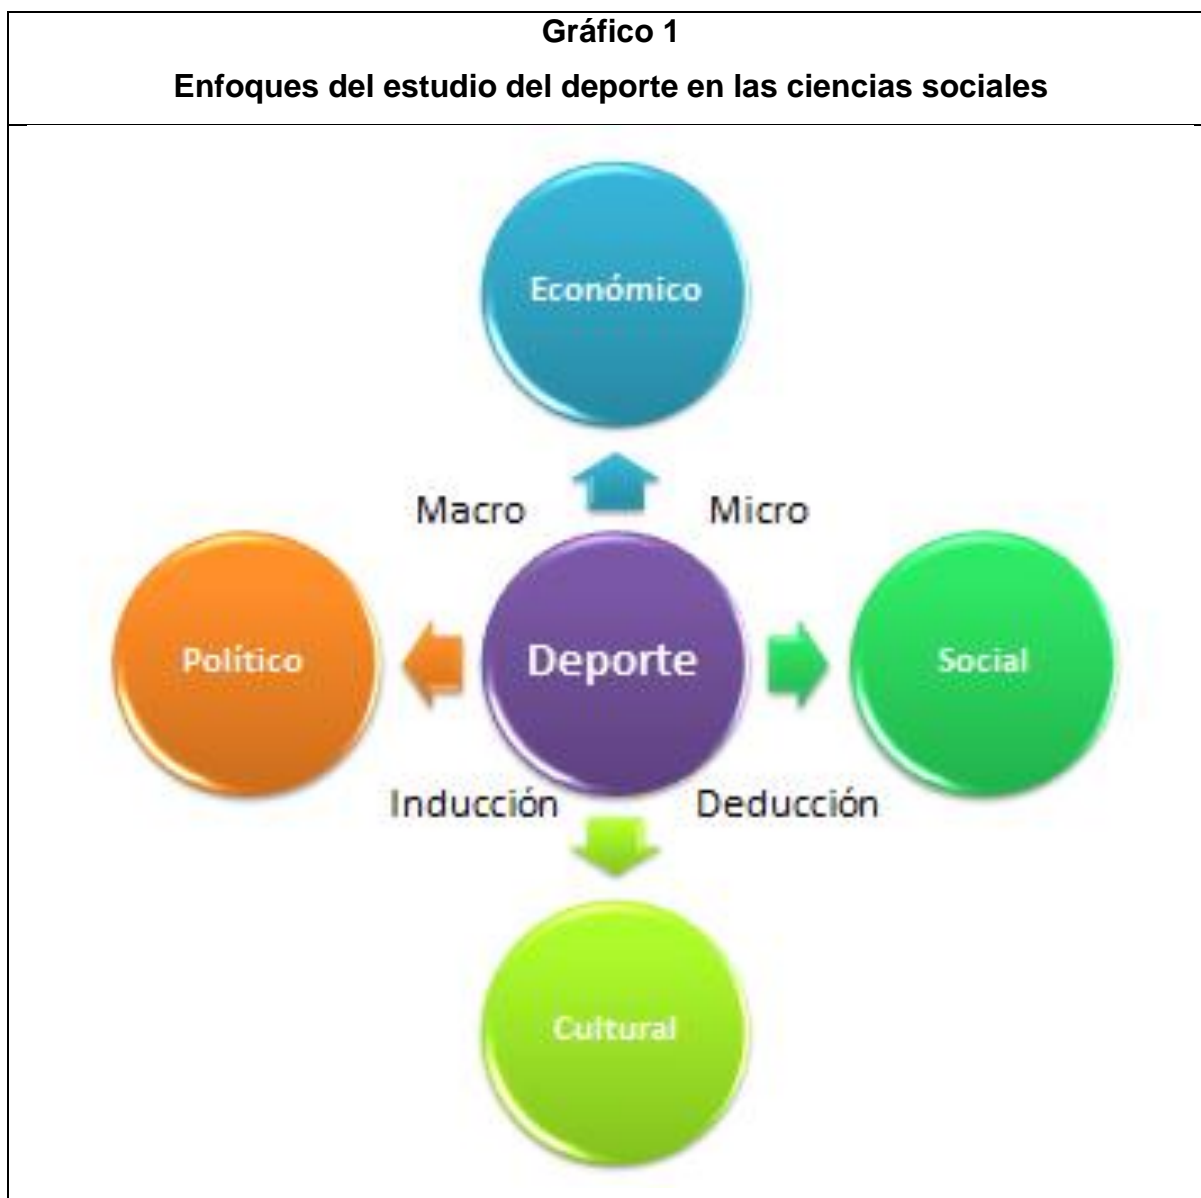 Gráfico 1
Enfoques del estudio del deporte en las ciencias sociales
Económico
Macro
Micro
Político
Deporte
Social
Inducción
Deducción
Cultural